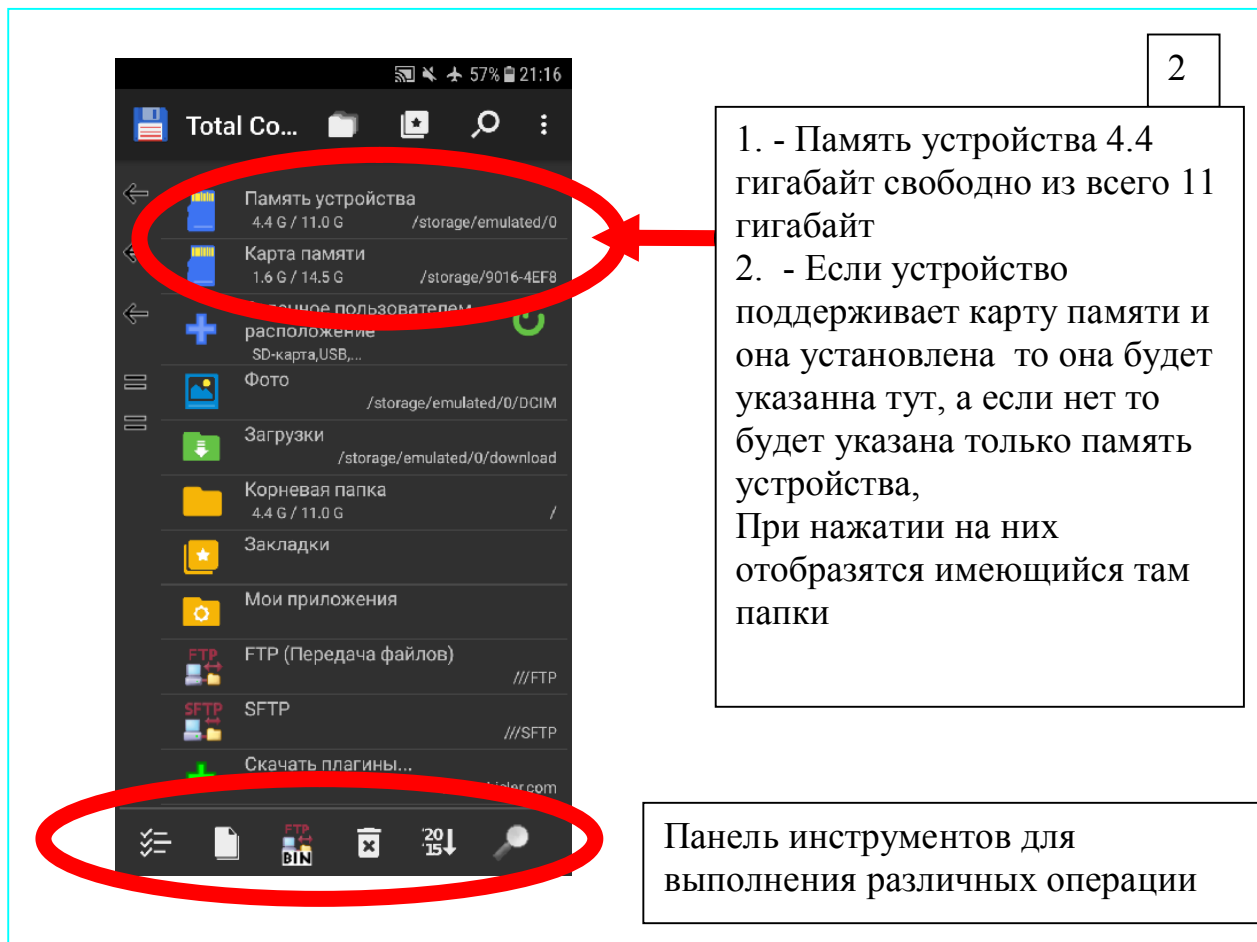 57% 21:16
2
Total Co...
Память устройства
4.4 G / 11.0 G /storage/emulated/0
Карта памяти
1.6 G / 14.5 G /storage/9016-4EF8
пользователем
расположение
SD-карта,USB,...
Фото
/storage/emulated/0/DCIM
Загрузки
/storage/emulated/0/download
Корневая папка
4.4 G / 11.0 G /
Закладки
Мои приложения
FTP
FTP (Передача файлов)
///FTP
SFTP
SFTP
///SFTP
Скачать плагины...
.com
FTP
BIN
20
15
1. - Память устройства 4.4
гигабайт свободно из всего 11
гигабайт
2. - Если устройство
поддерживает карту памяти и
она установлена то она будет
указанна тут, а если нет то
будет указана только память
устройства,
При нажатии на них
отобразятся имеющийся там
папки
Панель инструментов для
выполнения различных операции